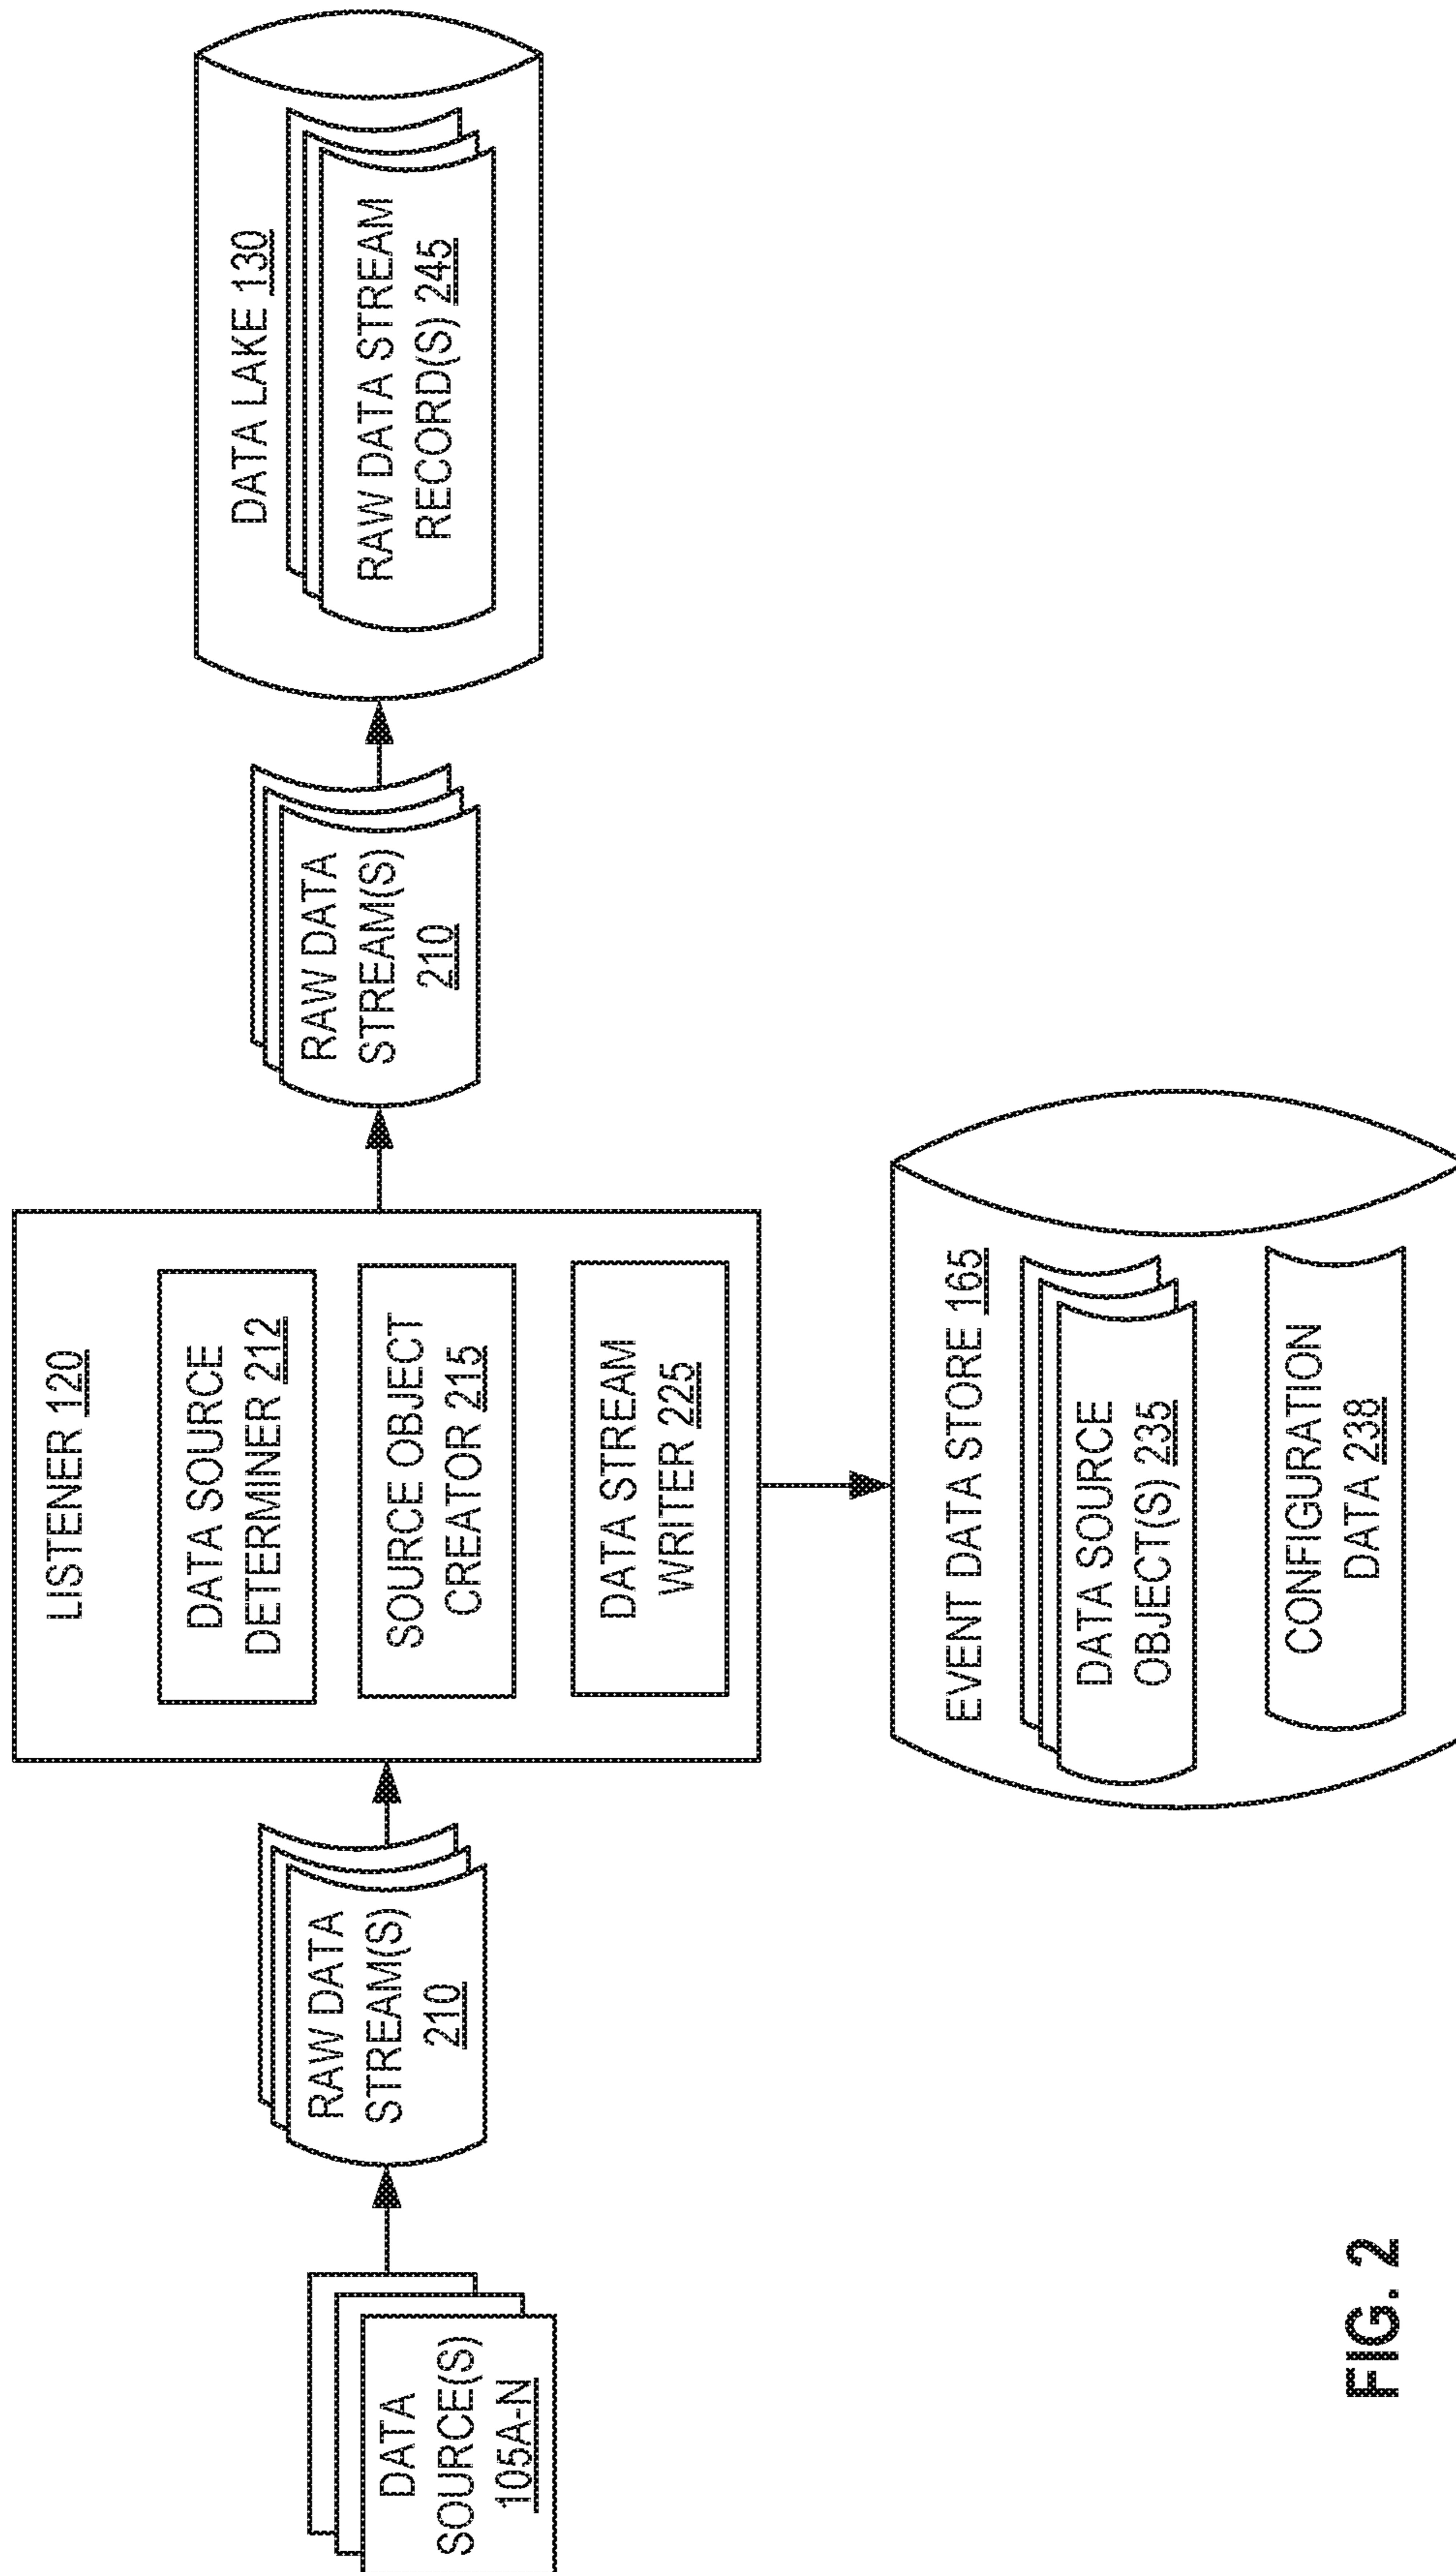 DATA
SOURCE(S)
105A-N
RAW DATA
STREAM(S)
210
LISTENER 120
DATA SOURCE
DETERMINER 212
SOURCE OBJECT
CREATOR 215
DATA STREAM
WRITER 225
RAW DATA
STREAM(S)
210
DATA LAKE 130
RAW DATA STREAM
RECORD(S) 245
EVENT DATA STORE 165
DATA SOURCE
OBJECT(S) 235
CONFIGURATION
DATA 238
FIG. 2